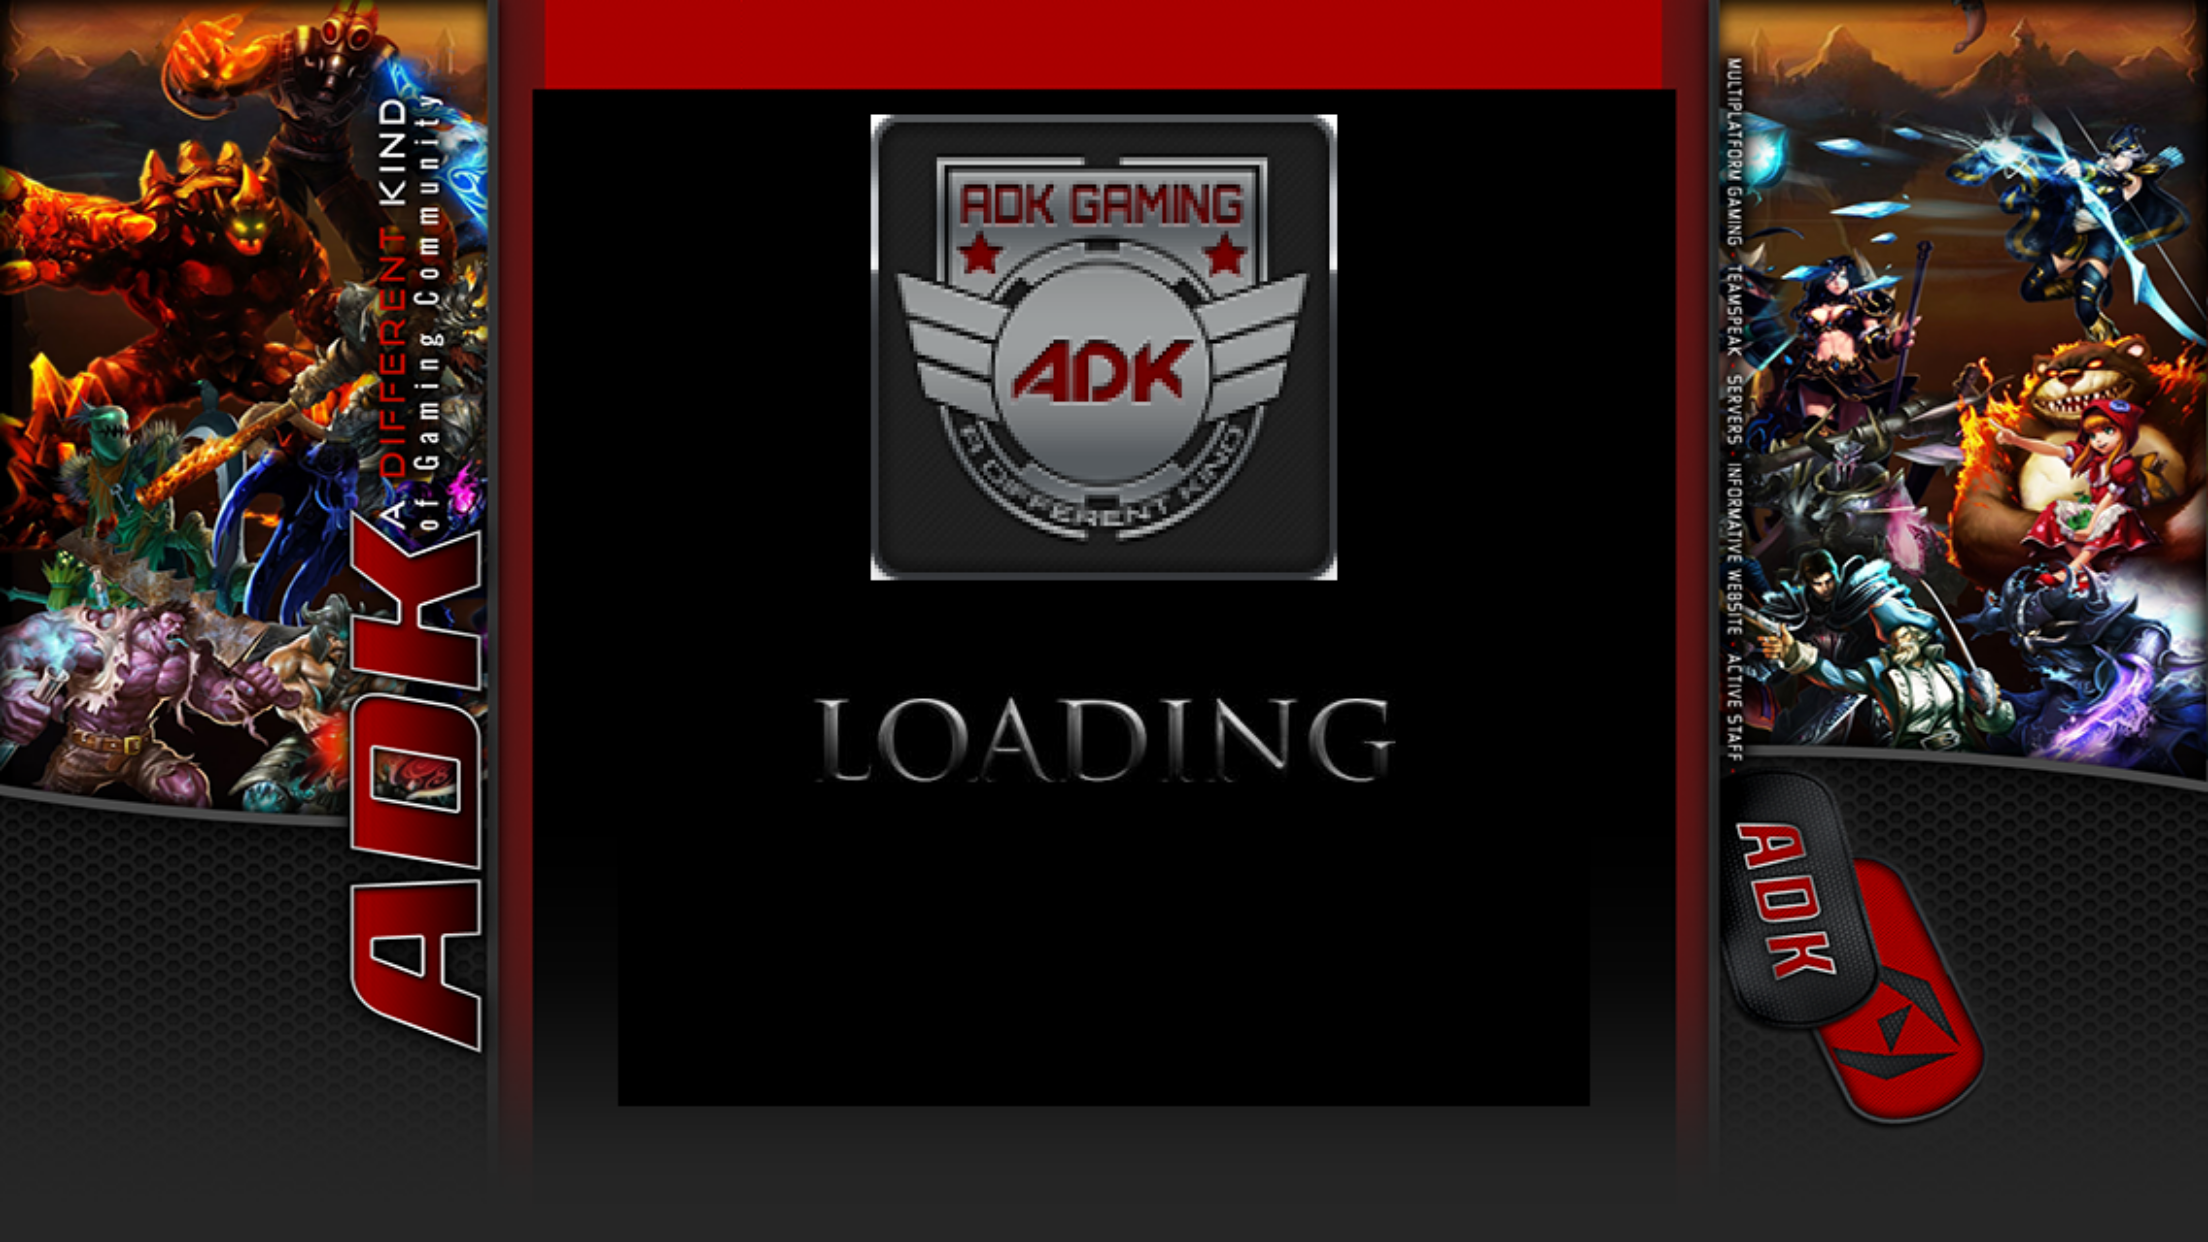 A DIFFERENT KIND
of Gaming Community
ADK
ADK GAMING
ADK
A DIFFERENT KIND
LOADING
MULTIPLATFORM GAMING · TEAMSPEAK · SERVERS · INFORMATIVE WEBSITE · ACTIVE STAFF ·
ADK